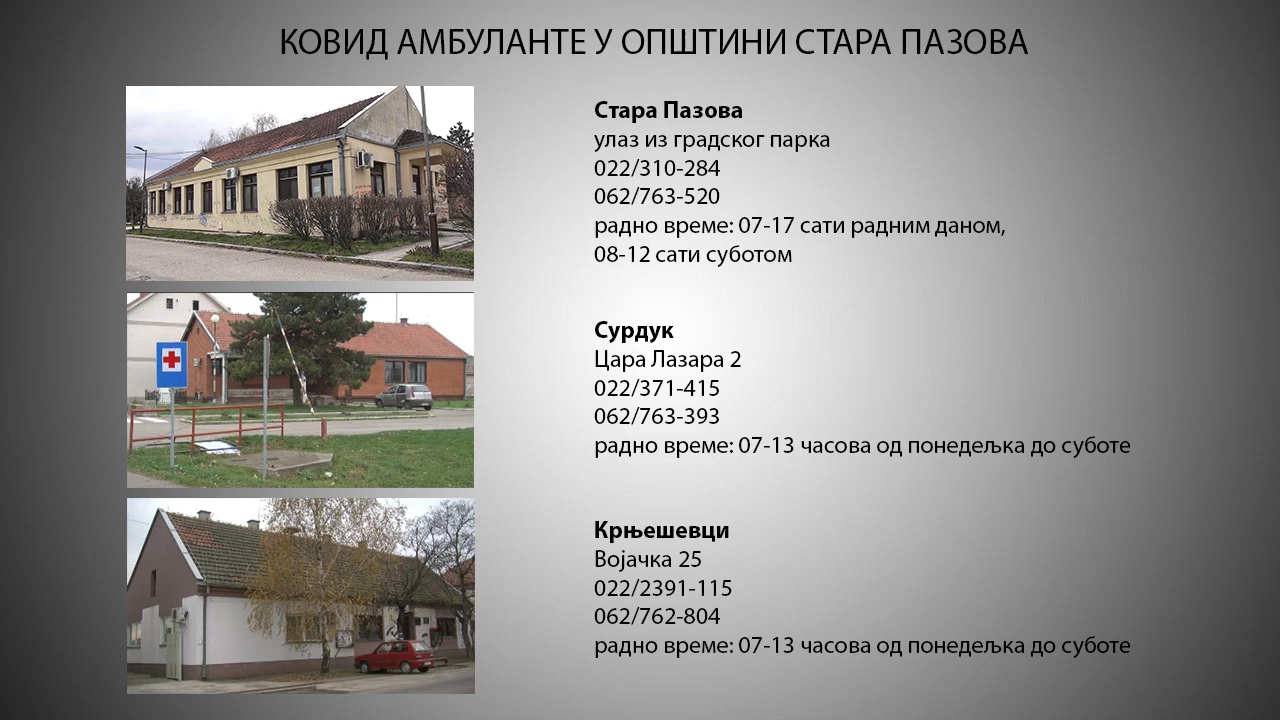 КОВИД АМБУЛАНТЕ У ОПШТИНИ СТАРА ПАЗОВА
Стара Пазова
улаз из градског парка
022/310-284
062/763-520
радно време: 07-17 сати радним даном,
08-12 сати суботом
Сурдук
Цара Лазара 2
022/371-415
062/763-393
радно време: 07-13 часова од понедељка до суботе
Крњешевци
Војачка 25
022/2391-115
062/762-804
радно време: 07-13 часова од понедељка до суботе